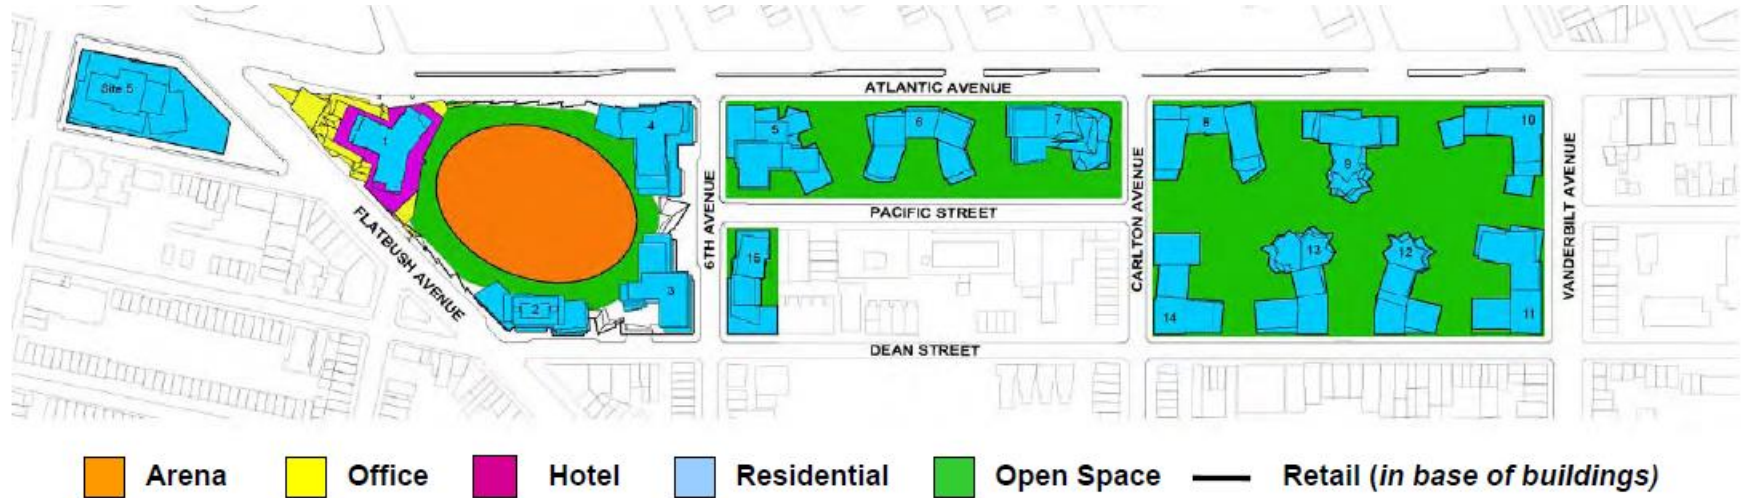 Site 5
ATLANTIC AVENUE
1
4
5
6
7
8
9
10
6TH AVENUE
CARLTON AVENUE
VANDERBILT AVENUE
PACIFIC STREET
FLATBUSH AVENUE
15
3
2
14
13
12
11
DEAN STREET
Arena Office Hotel Residential Open Space Retail (in base of buildings)